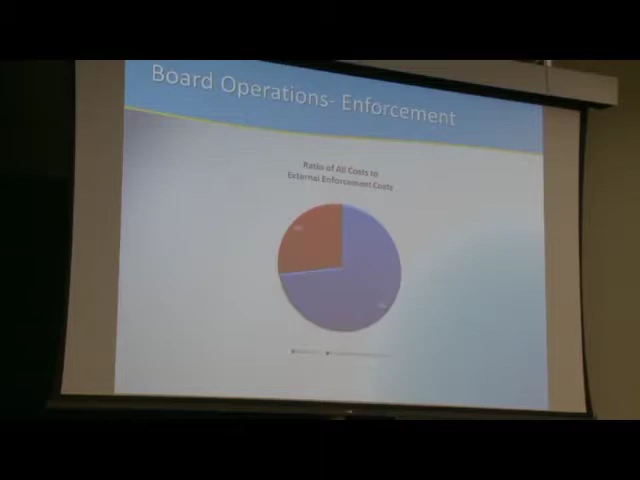 Board Operations- Enforcement
Ratio of All Costs to
External Enforcement Costs